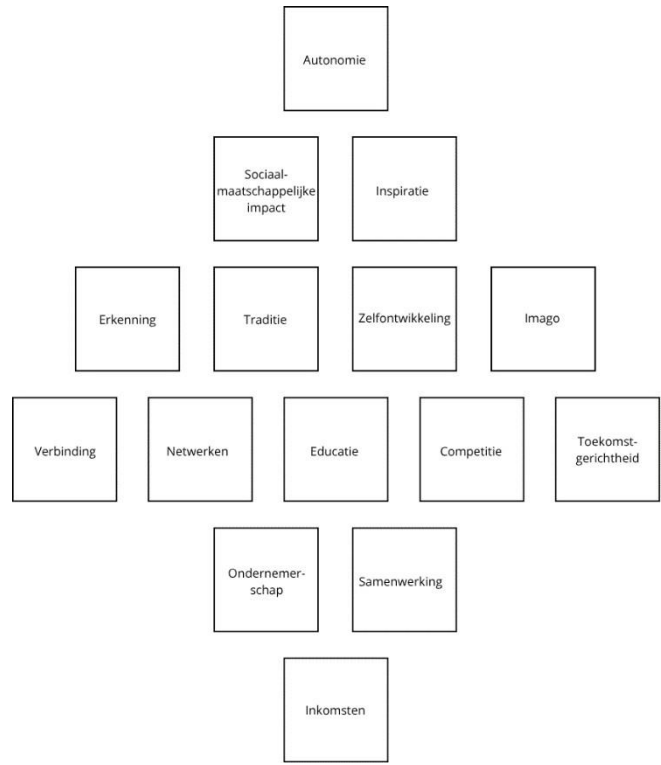 Autonomie
Sociaal-
maatschappelijke
impact
Inspiratie
Erkenning
Traditie
Zelfontwikkeling
Imago
Verbinding
Netwerken
Educatie
Competitie
Toekomst-
gerichtheid
Ondernemer-
schap
Samenwerking
Inkomsten